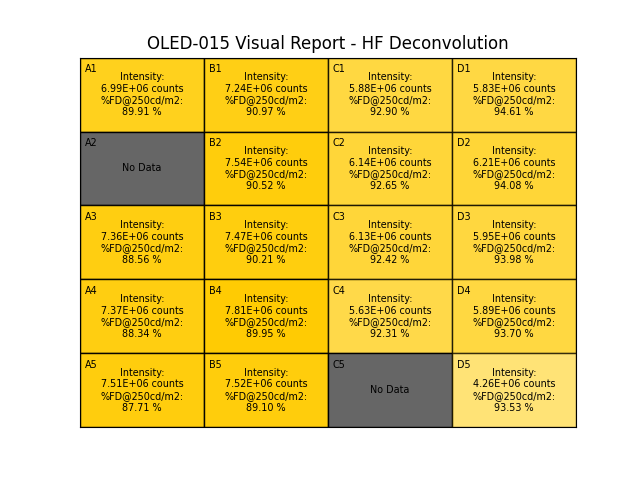 OLED-015 Visual Report - HF Deconvolution
A1
Intensity:
6.99E+06 counts
%FD@250cd/m2:
89.91 %
B1
Intensity:
7.24E+06 counts
%FD@250cd/m2:
90.97 %
C1
Intensity:
5.88E+06 counts
%FD@250cd/m2:
92.90 %
D1
Intensity:
5.83E+06 counts
%FD@250cd/m2:
94.61 %
A2
No Data
B2
Intensity:
7.54E+06 counts
%FD@250cd/m2:
90.52 %
C2
Intensity:
6.14E+06 counts
%FD@250cd/m2:
92.65 %
D2
Intensity:
6.21E+06 counts
%FD@250cd/m2:
94.08 %
A3
Intensity:
7.36E+06 counts
%FD@250cd/m2:
88.56 %
B3
Intensity:
7.47E+06 counts
%FD@250cd/m2:
90.21 %
C3
Intensity:
6.13E+06 counts
%FD@250cd/m2:
92.42 %
D3
Intensity:
5.95E+06 counts
%FD@250cd/m2:
93.98 %
A4
Intensity:
7.37E+06 counts
%FD@250cd/m2:
88.34 %
B4
Intensity:
7.81E+06 counts
%FD@250cd/m2:
89.95 %
C4
Intensity:
5.63E+06 counts
%FD@250cd/m2:
92.31 %
D4
Intensity:
5.89E+06 counts
%FD@250cd/m2:
93.70 %
A5
Intensity:
7.51E+06 counts
%FD@250cd/m2:
87.71 %
B5
Intensity:
7.52E+06 counts
%FD@250cd/m2:
89.10 %
C5
No Data
D5
Intensity:
4.26E+06 counts
%FD@250cd/m2:
93.53 %